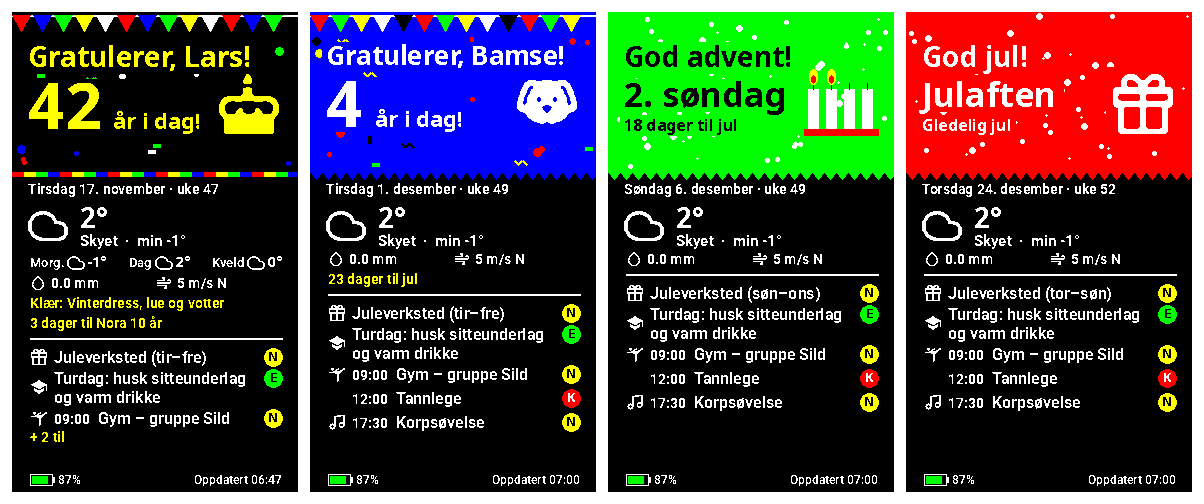 Gratulerer, Lars!
42 år i dag!
Tirsdag 17. november · uke 47
2°
Skyet · min -1°
Morg. -1° Dag 2° Kveld 0°
0.0 mm 5 m/s N
Klær: Vinterdress, lue og votter
3 dager til Nora 10 år
Juleverksted (tir–fre) N
Turdag: husk sitteunderlag E
og varm drikke
09:00 Gym – gruppe Sild N
+ 2 til
87% Oppdatert 06:47
Gratulerer, Bamse!
4 år i dag!
Tirsdag 1. desember · uke 49
2°
Skyet · min -1°
0.0 mm 5 m/s N
23 dager til jul
Juleverksted (tir–fre) N
Turdag: husk sitteunderlag E
og varm drikke
09:00 Gym – gruppe Sild N
12:00 Tannlege K
17:30 Korpsøvelse N
87% Oppdatert 07:00
God advent!
2. søndag
18 dager til jul
Søndag 6. desember · uke 49
2°
Skyet · min -1°
0.0 mm 5 m/s N
Juleverksted (søn–ons) N
Turdag: husk sitteunderlag E
og varm drikke
09:00 Gym – gruppe Sild N
12:00 Tannlege K
17:30 Korpsøvelse N
87% Oppdatert 07:00
God jul!
Julaften
Gledelig jul
Torsdag 24. desember · uke 52
2°
Skyet · min -1°
0.0 mm 5 m/s N
Juleverksted (tor–søn) N
Turdag: husk sitteunderlag E
og varm drikke
09:00 Gym – gruppe Sild N
12:00 Tannlege K
17:30 Korpsøvelse N
87% Oppdatert 07:00